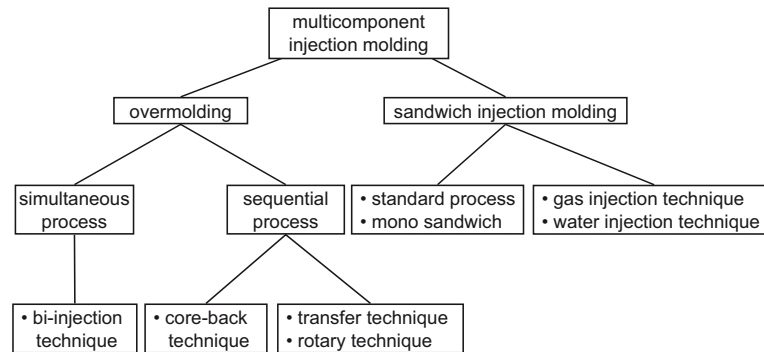 multicomponent
injection molding
overmolding
sandwich injection molding
simultaneous
process
sequential
process
• standard process
• mono sandwich
• gas injection technique
• water injection technique
• bi-injection
technique
• core-back
technique
• transfer technique
• rotary technique